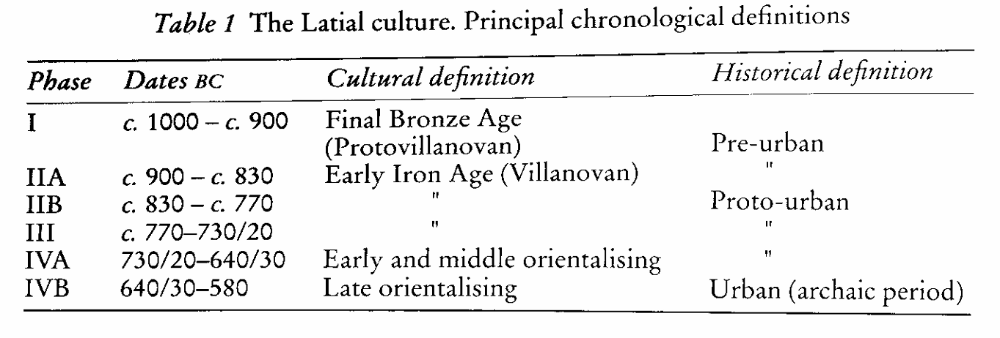 Table 1 The Latial culture. Principal chronological definitions
Phase Dates BC Cultural definition Historical definition
I c. 1000 – c. 900 Final Bronze Age
(Protovillanovan) Pre-urban
IIA c. 900 – c. 830 Early Iron Age (Villanovan) "
IIB c. 830 – c. 770 " Proto-urban
III c. 770–730/20 " "
IVA 730/20–640/30 Early and middle orientalising "
IVB 640/30–580 Late orientalising Urban (archaic period)